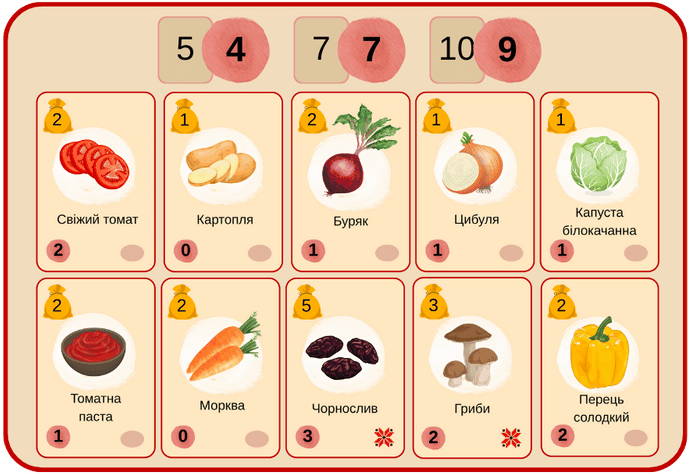 5 4 7 7 10 9
2 1 2 1 1
Свіжий томат
Картопля
Буряк
Цибуля
Капуста
білокачанна
2 0 1 1 1
2 2 5 3 2
Томатна
паста
Морква
Чорнослив
Гриби
Перець
солодкий
1 0 3 2 2